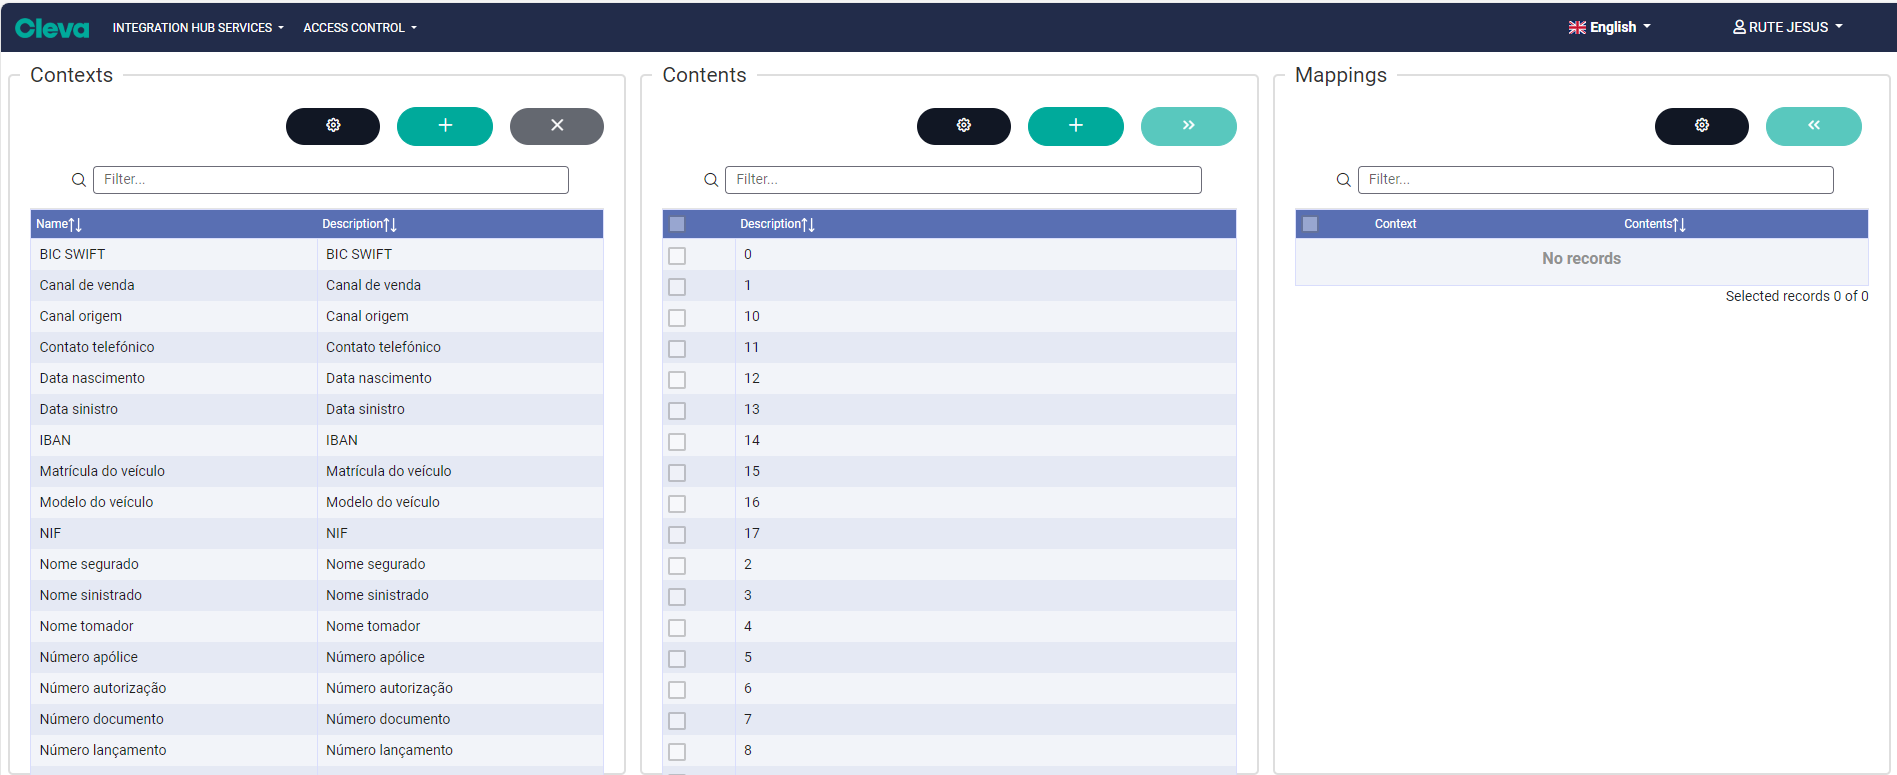 Cleva INTEGRATION HUB SERVICES ACCESS CONTROL English RUTE JESUS
Contexts
Filter...
Name Description
BIC SWIFT BIC SWIFT
Canal de venda Canal de venda
Canal origem Canal origem
Contato telefónico Contato telefónico
Data nascimento Data nascimento
Data sinistro Data sinistro
IBAN IBAN
Matrícula do veículo Matrícula do veículo
Modelo do veículo Modelo do veículo
NIF NIF
Nome segurado Nome segurado
Nome sinistrado Nome sinistrado
Nome tomador Nome tomador
Número apólice Número apólice
Número autorização Número autorização
Número documento Número documento
Número lançamento Número lançamento
Contents
Filter...
Description
0
1
10
11
12
13
14
15
16
17
2
3
4
5
6
7
8
Mappings
Filter...
Context Contents
No records
Selected records 0 of 0